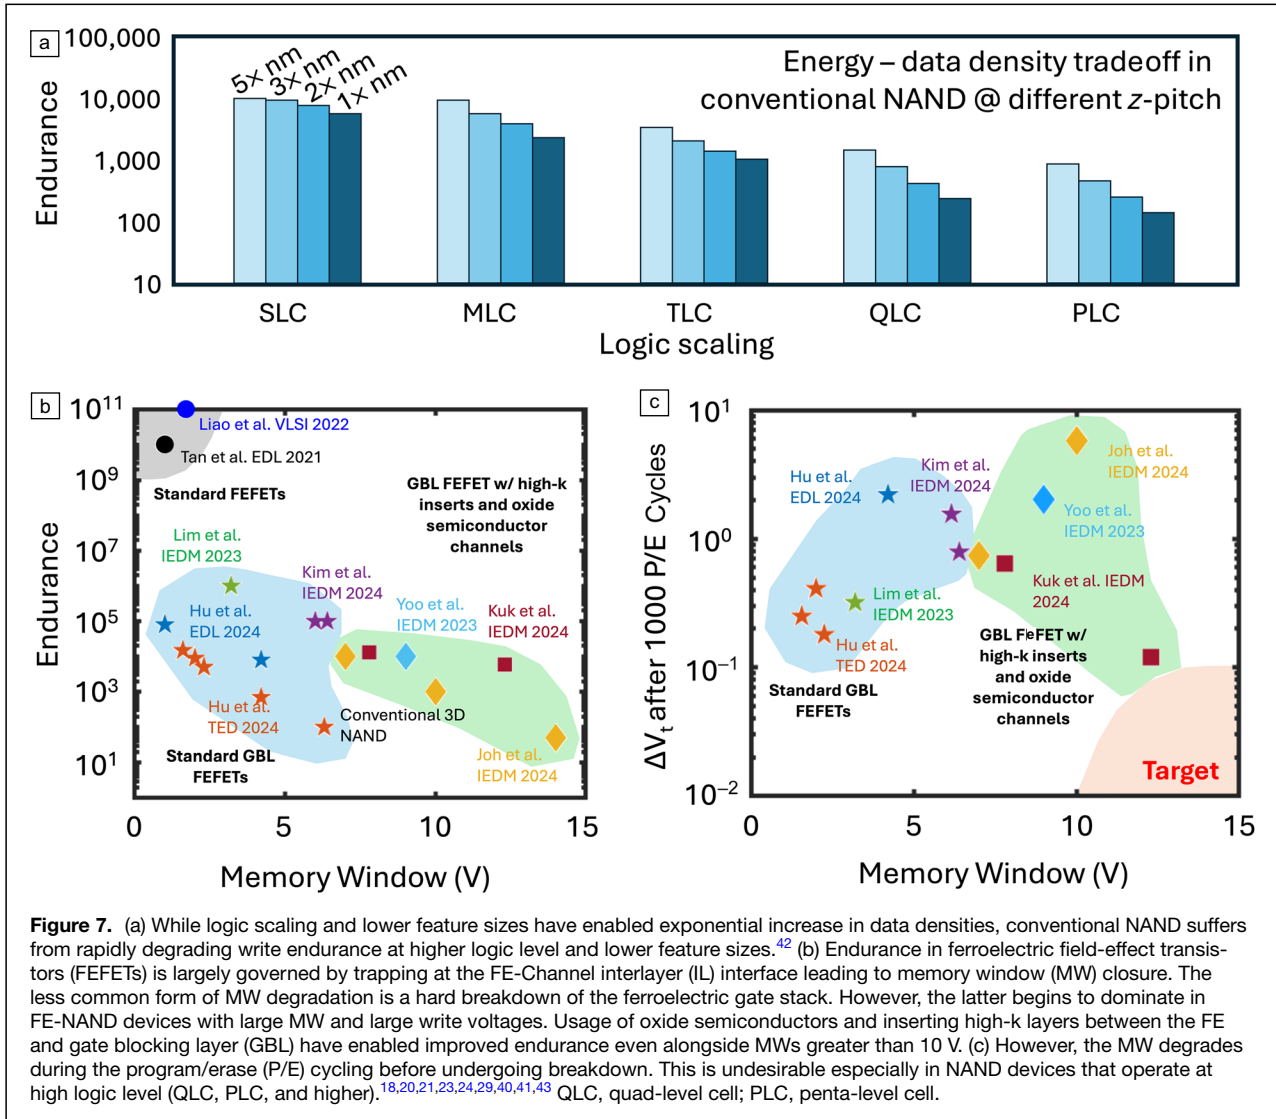 a
100,000
10,000
1,000
100
10
Endurance
5× nm
3× nm
2× nm
1× nm
Energy – data density tradeoff in
conventional NAND @ different z-pitch
SLC
MLC
TLC
QLC
PLC
Logic scaling
b
10¹¹
10⁹
10⁷
10⁵
10³
10¹
Endurance
Liao et al. VLSI 2022
Tan et al. EDL 2021
Standard FEFETs
GBL FEFET w/ high-k
inserts and oxide
semiconductor
channels
Lim et al.
IEDM 2023
Kim et al.
IEDM 2024
Hu et al.
EDL 2024
Yoo et al.
IEDM 2023
Kuk et al.
IEDM 2024
Hu et al.
TED 2024
Conventional 3D
NAND
Standard GBL
FEFETs
Joh et al.
IEDM 2024
0
5
10
15
Memory Window (V)
c
10¹
10⁰
10⁻¹
10⁻²
ΔVₜ after 1000 P/E Cycles
Hu et al.
EDL 2024
Kim et al.
IEDM 2024
Joh et al.
IEDM 2024
Yoo et al.
IEDM 2023
Lim et al.
IEDM 2023
Kuk et al. IEDM
2024
Hu et al.
TED 2024
GBL FeFET w/
high-k inserts
and oxide
semiconductor
channels
Standard GBL
FEFETs
Target
0
5
10
15
Memory Window (V)
Figure 7. (a) While logic scaling and lower feature sizes have enabled exponential increase in data densities, conventional NAND suffers
from rapidly degrading write endurance at higher logic level and lower feature sizes.⁴² (b) Endurance in ferroelectric field-effect transis-
tors (FEFETs) is largely governed by trapping at the FE-Channel interlayer (IL) interface leading to memory window (MW) closure. The
less common form of MW degradation is a hard breakdown of the ferroelectric gate stack. However, the latter begins to dominate in
FE-NAND devices with large MW and large write voltages. Usage of oxide semiconductors and inserting high-k layers between the FE
and gate blocking layer (GBL) have enabled improved endurance even alongside MWs greater than 10 V. (c) However, the MW degrades
during the program/erase (P/E) cycling before undergoing breakdown. This is undesirable especially in NAND devices that operate at
high logic level (QLC, PLC, and higher).¹⁸,²⁰,²¹,²³,²⁴,²⁹,⁴⁰,⁴¹,⁴³ QLC, quad-level cell; PLC, penta-level cell.